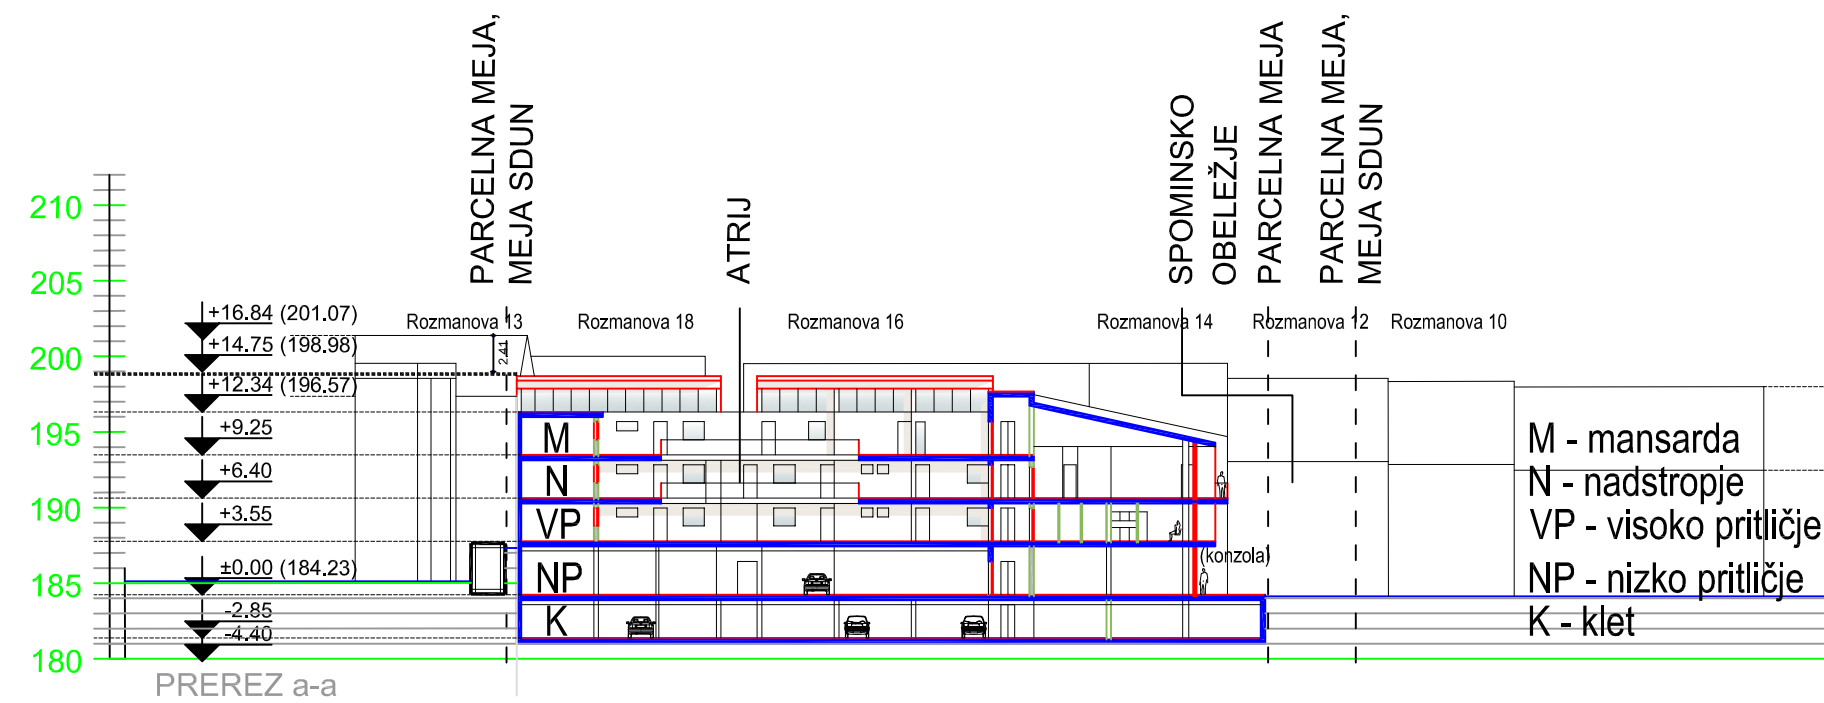 PARCELNA MEJA,
MEJA SDUN
ATRIJ
SPOMINSKO
OBELEŽJE
PARCELNA MEJA
PARCELNA MEJA,
MEJA SDUN
210
205
200
195
190
185
180
+16.84 (201.07)
+14.75 (198.98)
+12.34 (196.57)
+9.25
+6.40
+3.55
±0.00 (184.23)
-2.85
-4.40
2.41
Rozmanova 13
Rozmanova 18
Rozmanova 16
Rozmanova 14
Rozmanova 12
Rozmanova 10
M
N
VP
NP
K
(konzola)
M - mansarda
N - nadstropje
VP - visoko pritličje
NP - nizko pritličje
K - klet
PREREZ a-a